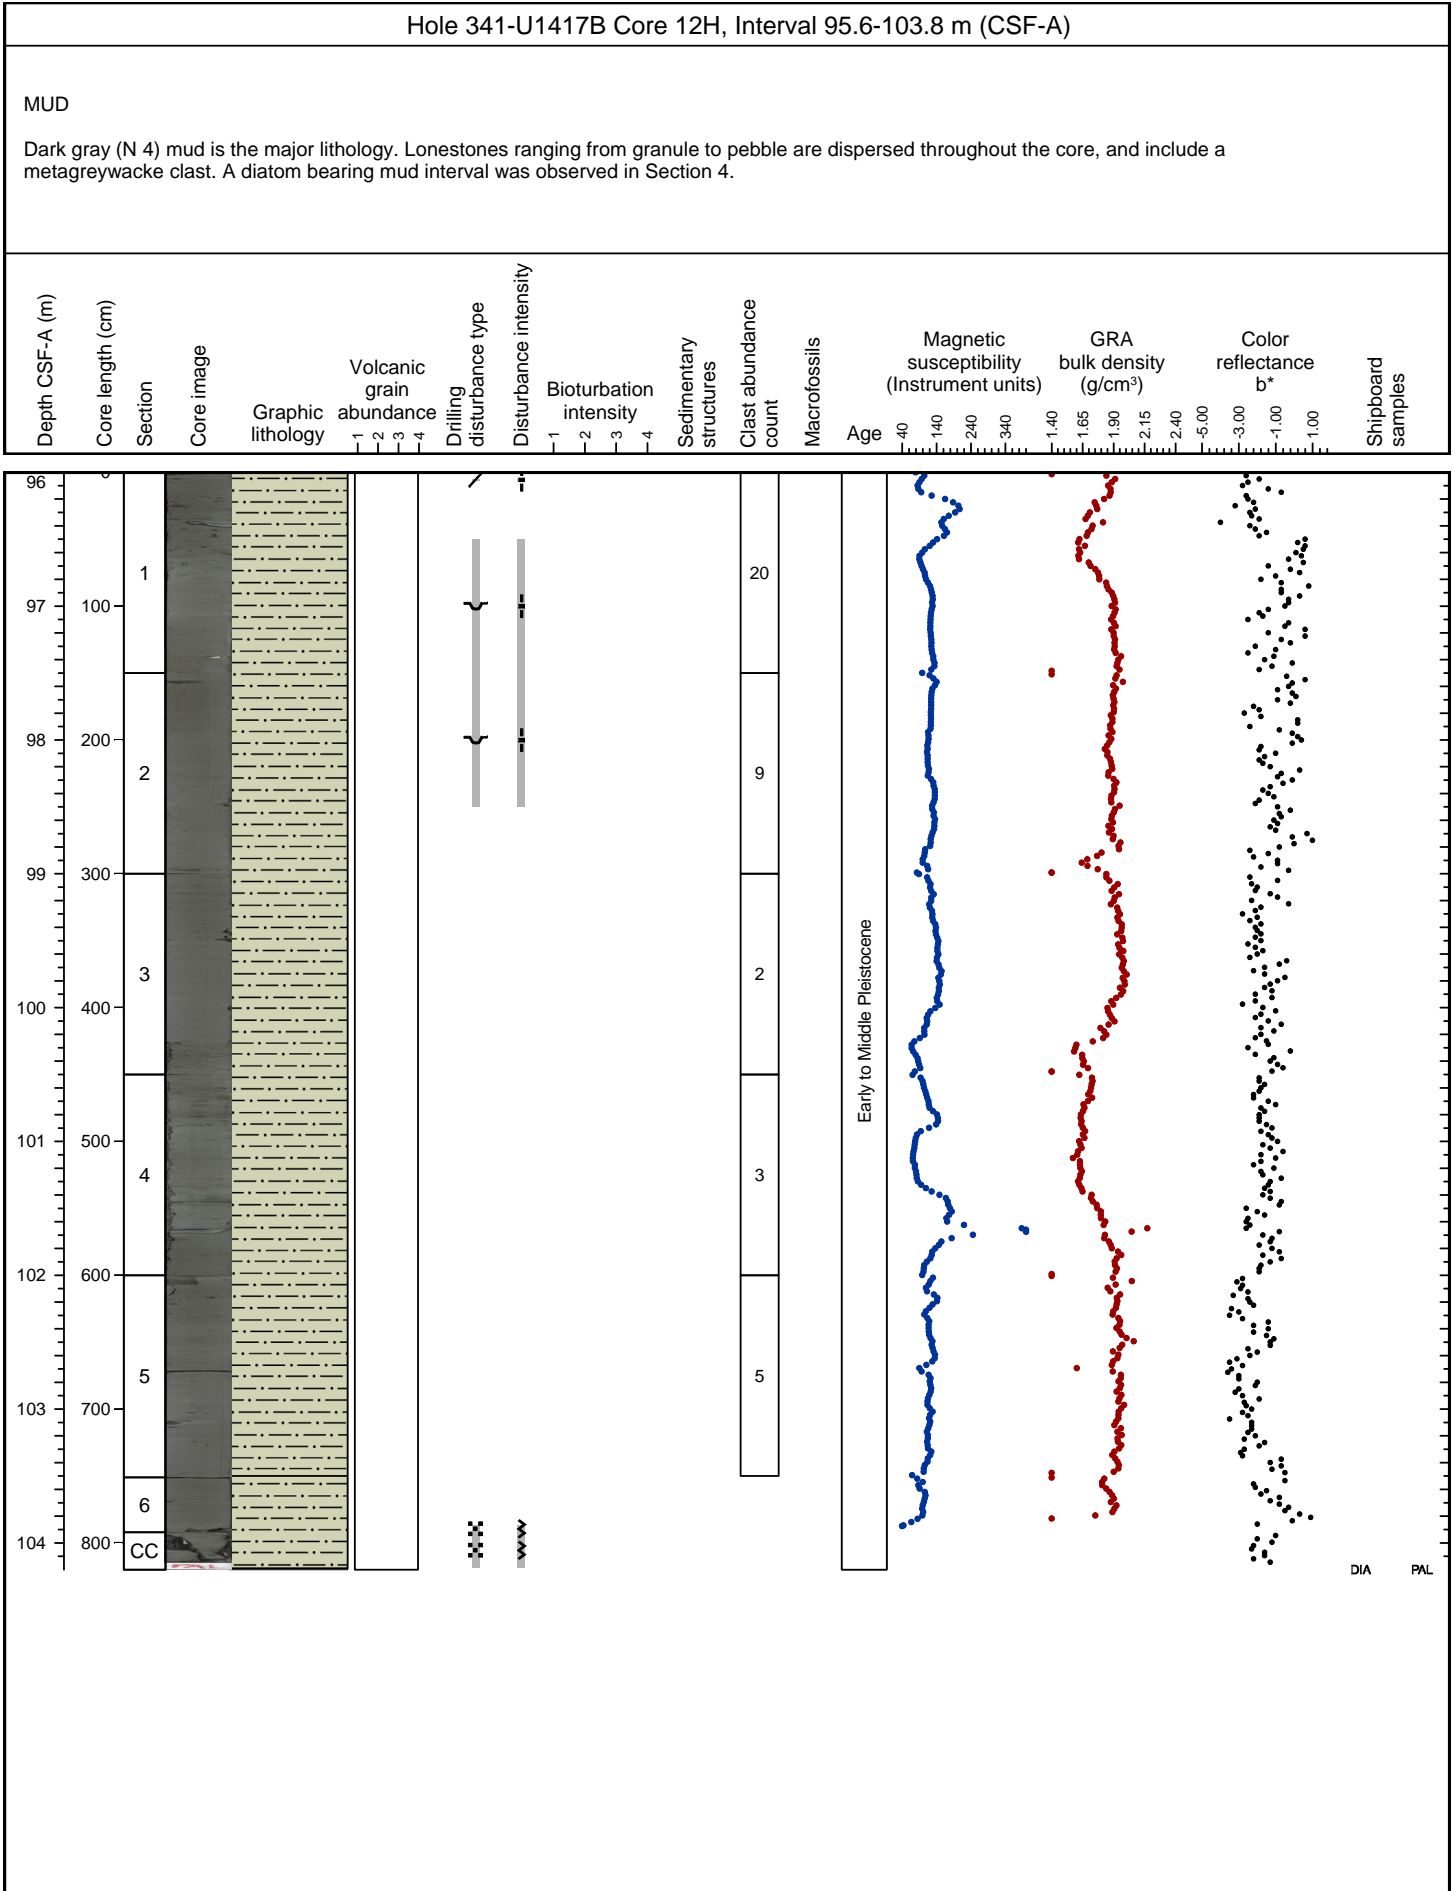 Hole 341-U1417B Core 12H, Interval 95.6-103.8 m (CSF-A)
MUD
Dark gray (N 4) mud is the major lithology. Lonestones ranging from granule to pebble are dispersed throughout the core, and include a
metagreywacke clast. A diatom bearing mud interval was observed in Section 4.
Depth CSF-A (m)
Core length (cm)
Section
Core image
Graphic
lithology
Volcanic
grain
abundance
1 2 3 4
Drilling
disturbance type
Disturbance intensity
Bioturbation
intensity
1 2 3 4
Sedimentary
structures
Clast abundance
count
Macrofossils
Age
Magnetic
susceptibility
(Instrument units)
40 140 240 340
GRA
bulk density
(g/cm³)
1.40 1.65 1.90 2.15 2.40
Color
reflectance
b*
-5.00 -3.00 -1.00 1.00
Shipboard
samples
96 0
1 20
97 100
98 200
2 9
99 300
3 2
100 400
Early to Middle Pleistocene
101 500
4 3
102 600
5 5
103 700
6
104 800
CC
DIA PAL